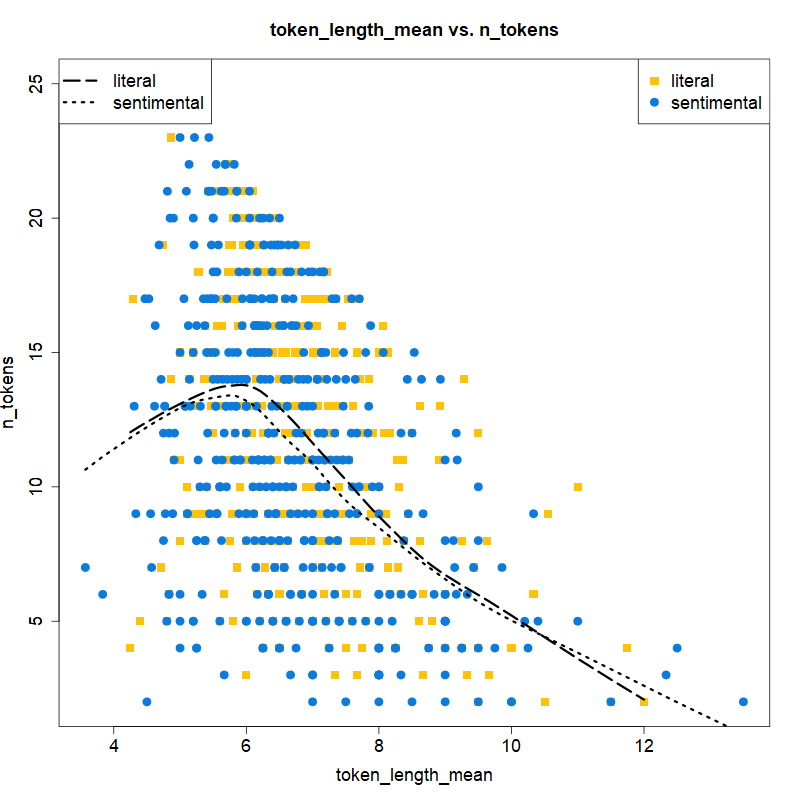 token_length_mean vs. n_tokens
literal
sentimental
literal
sentimental
n_tokens
25
20
15
10
5
4
6
8
10
12
token_length_mean